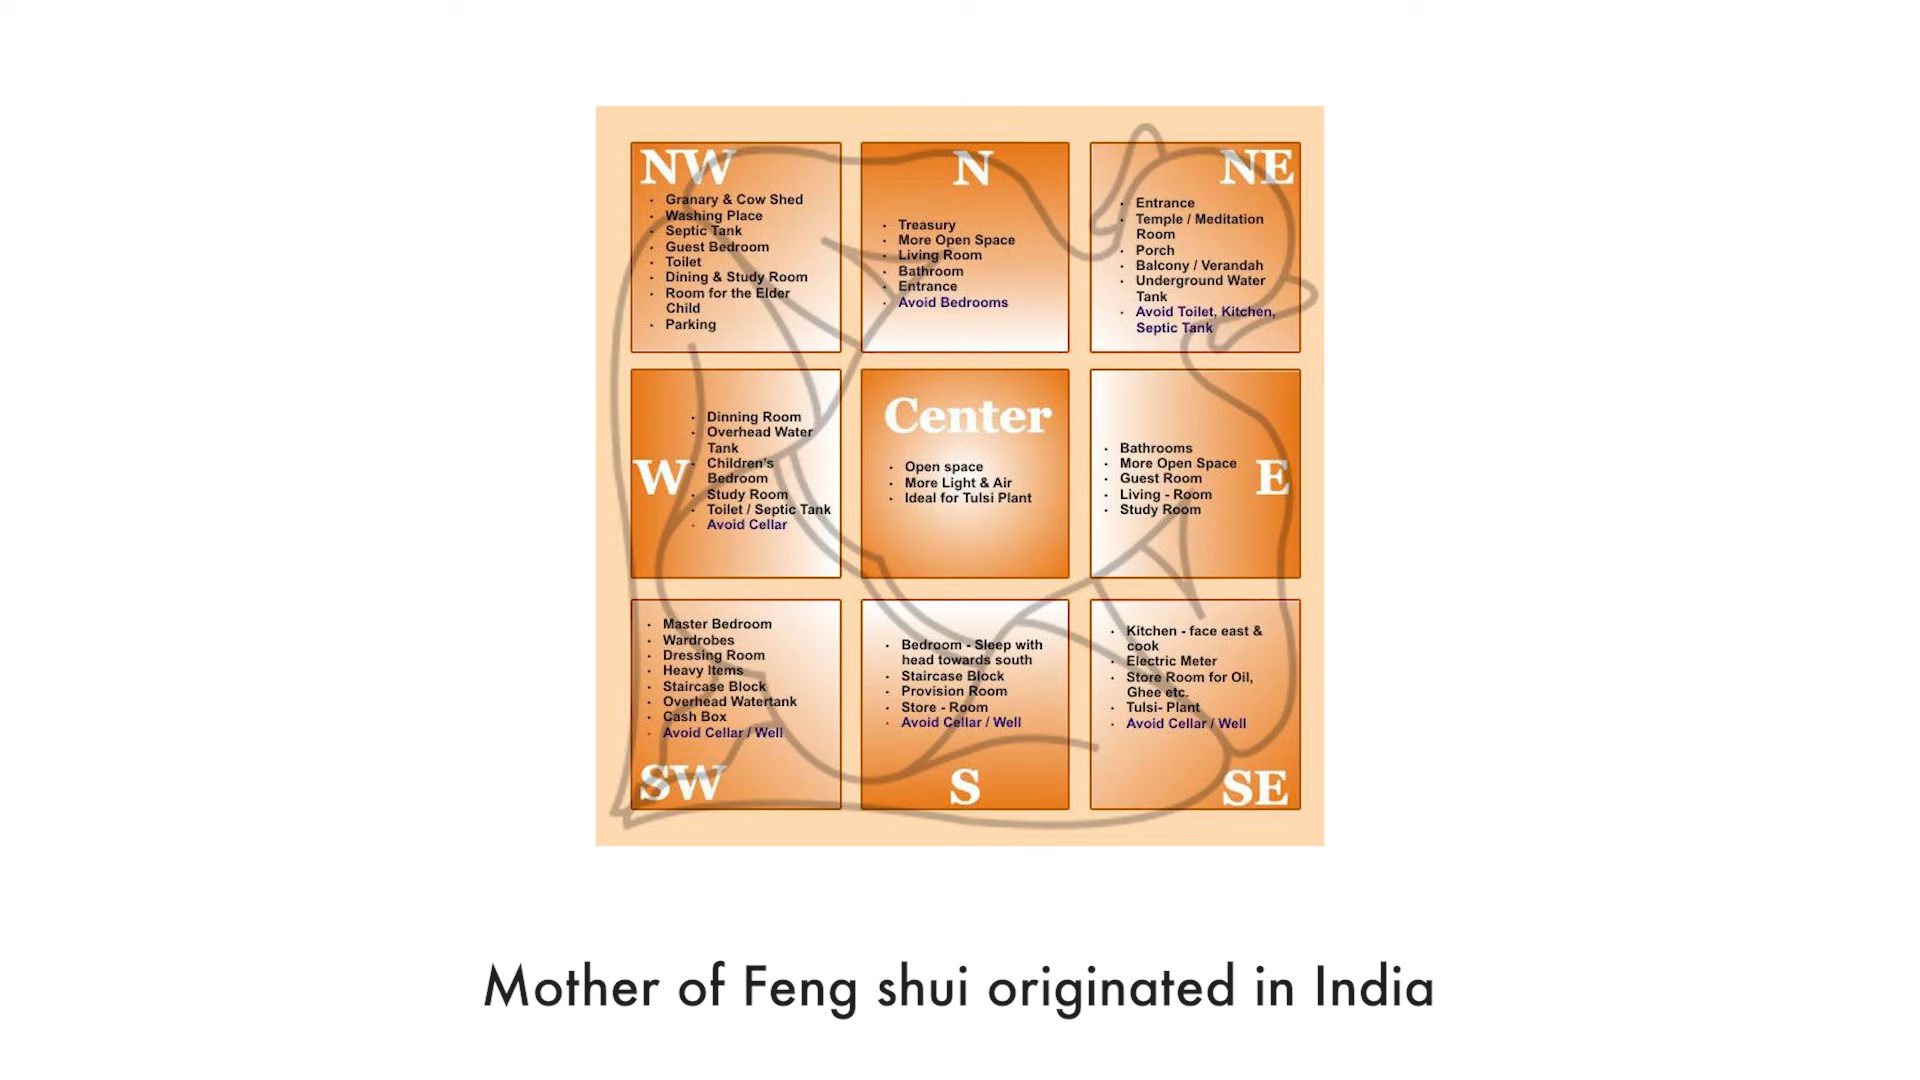 NW
Granary & Cow Shed
Washing Place
Septic Tank
Guest Bedroom
Toilet
Dining & Study Room
Room for the Elder
Child
Parking
N
Treasury
More Open Space
Living Room
Bathroom
Entrance
Avoid Bedrooms
NE
Entrance
Temple / Meditation
Room
Porch
Balcony / Verandah
Underground Water
Tank
Avoid Toilet, Kitchen,
Septic Tank
W
Dinning Room
Overhead Water
Tank
Children's
Bedroom
Study Room
Toilet / Septic Tank
Avoid Cellar
Center
Open space
More Light & Air
Ideal for Tulsi Plant
E
Bathrooms
More Open Space
Guest Room
Living - Room
Study Room
Master Bedroom
Wardrobes
Dressing Room
Heavy Items
Staircase Block
Overhead Watertank
Cash Box
Avoid Cellar / Well
SW
Bedroom - Sleep with
head towards south
Staircase Block
Provision Room
Store - Room
Avoid Cellar / Well
S
Kitchen - face east &
cook
Electric Meter
Store Room for Oil,
Ghee etc.
Tulsi- Plant
Avoid Cellar / Well
SE
Mother of Feng shui originated in India